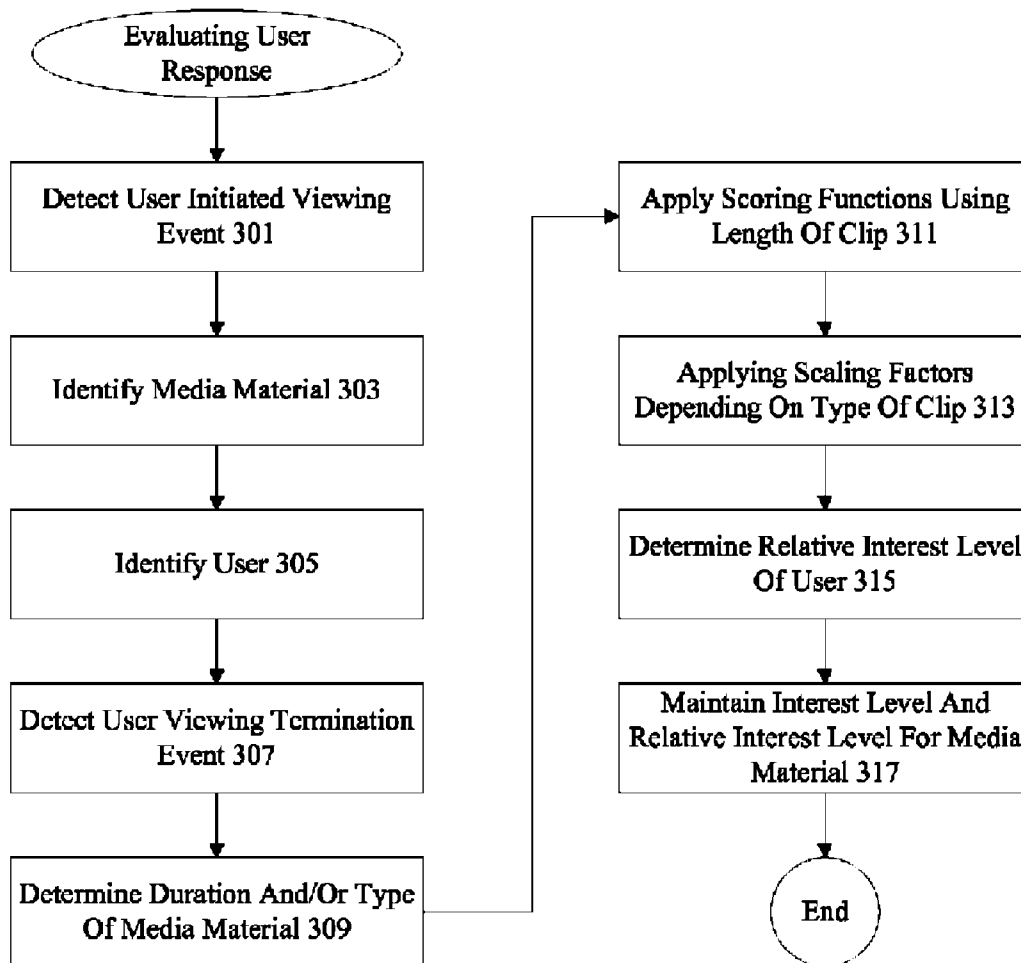 Evaluating User
Response
Detect User Initiated Viewing
Event 301
Identify Media Material 303
Identify User 305
Detect User Viewing Termination
Event 307
Determine Duration And/Or Type
Of Media Material 309
Apply Scoring Functions Using
Length Of Clip 311
Applying Scaling Factors
Depending On Type Of Clip 313
Determine Relative Interest Level
Of User 315
Maintain Interest Level And
Relative Interest Level For Media
Material 317
End